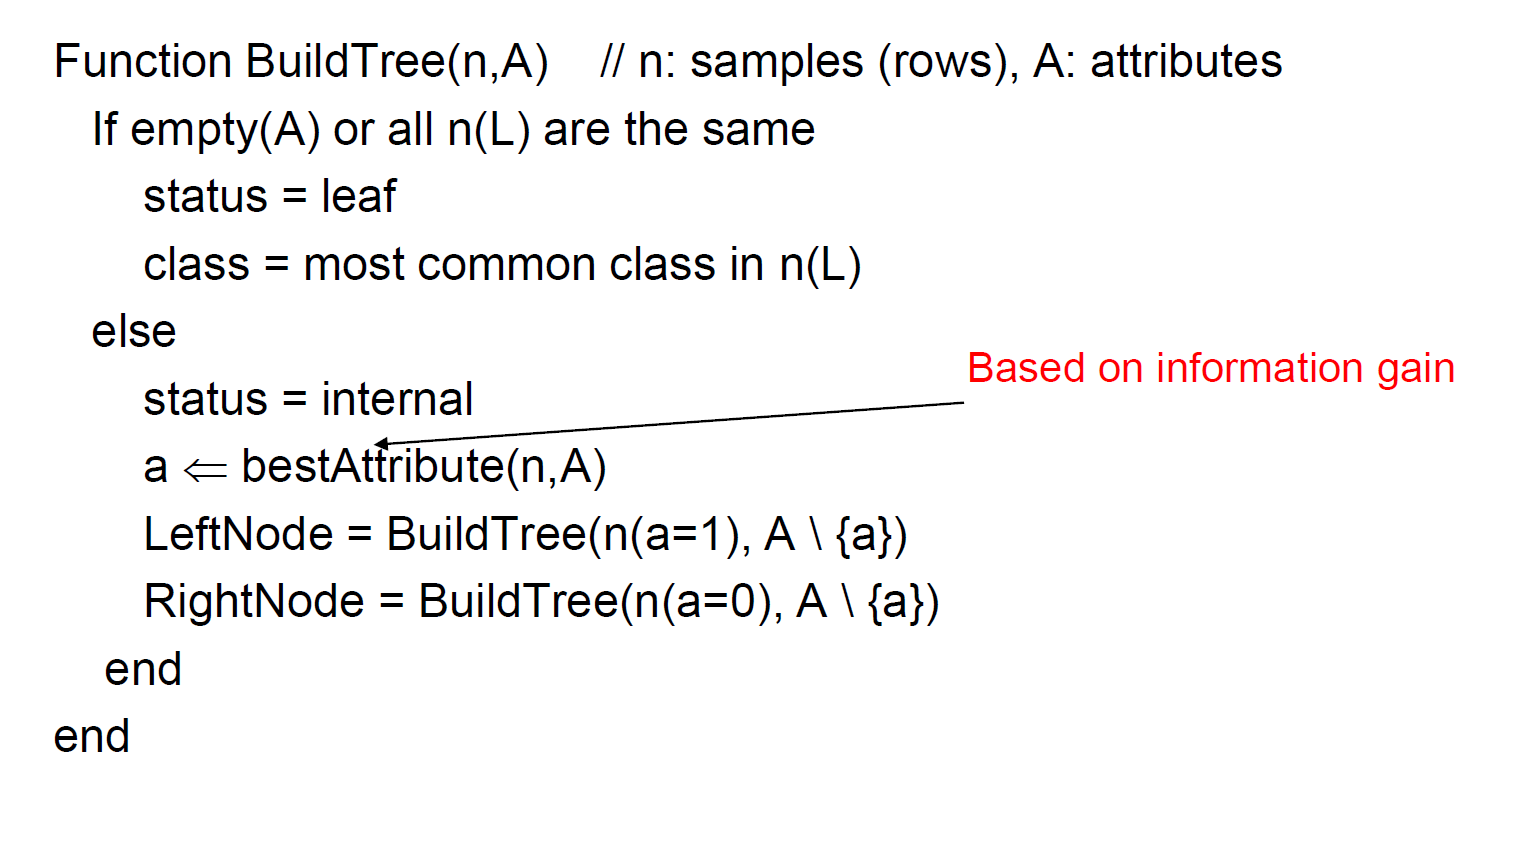 Function BuildTree(n,A) // n: samples (rows), A: attributes
If empty(A) or all n(L) are the same
status = leaf
class = most common class in n(L)
else
Based on information gain
status = internal
a ⇐ bestAttribute(n,A)
LeftNode = BuildTree(n(a=1), A \ {a})
RightNode = BuildTree(n(a=0), A \ {a})
end
end